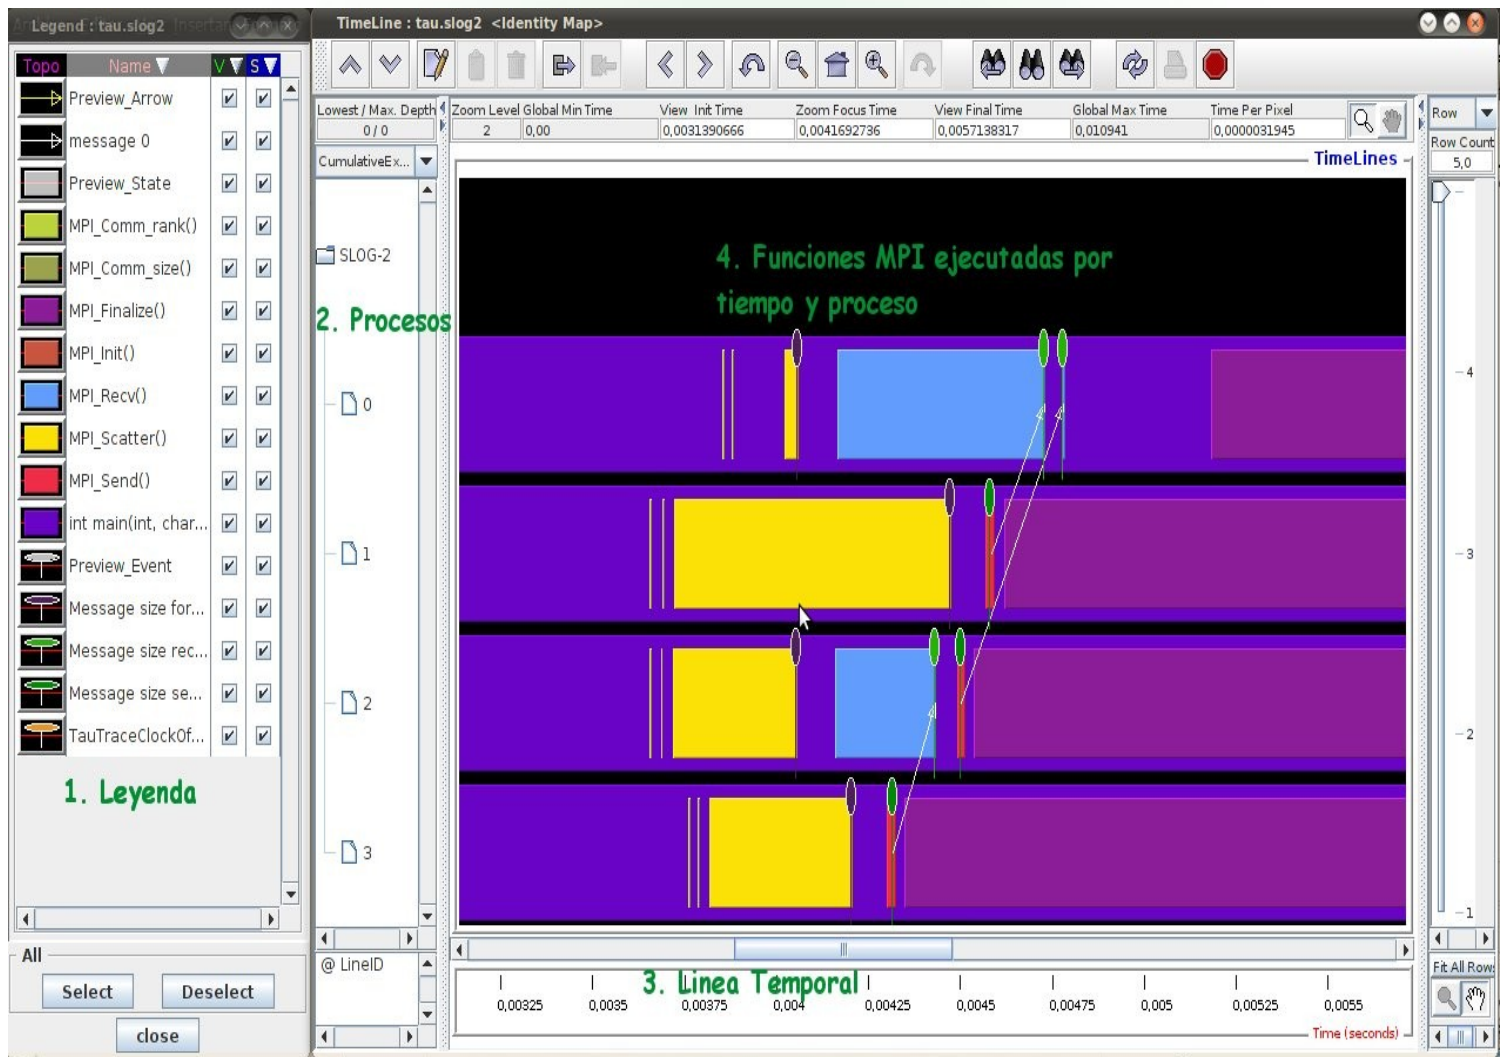 Legend : tau.slog2
TimeLine : tau.slog2 <Identity Map>
Topo Name V S
Preview_Arrow
message 0
Preview_State
MPI_Comm_rank()
MPI_Comm_size()
MPI_Finalize()
MPI_Init()
MPI_Recv()
MPI_Scatter()
MPI_Send()
int main(int, char...
Preview_Event
Message size for...
Message size rec...
Message size se...
TauTraceClockOf...
1. Leyenda
All
Select Deselect
close
Lowest / Max. Depth
0 / 0
Zoom Level Global Min Time View Init Time Zoom Focus Time View Final Time Global Max Time Time Per Pixel
2 0,00 0,0031390666 0,0041692736 0,0057138317 0,010941 0,0000031945
Row
Row Count
5,0
CumulativeEx...
TimeLines
SLOG-2
2. Procesos
0
1
2
3
4. Funciones MPI ejecutadas por
tiempo y proceso
4
3
2
1
@ LineID
3. Linea Temporal
0,00325 0,0035 0,00375 0,004 0,00425 0,0045 0,00475 0,005 0,00525 0,0055
Time (seconds)
Fit All Rows